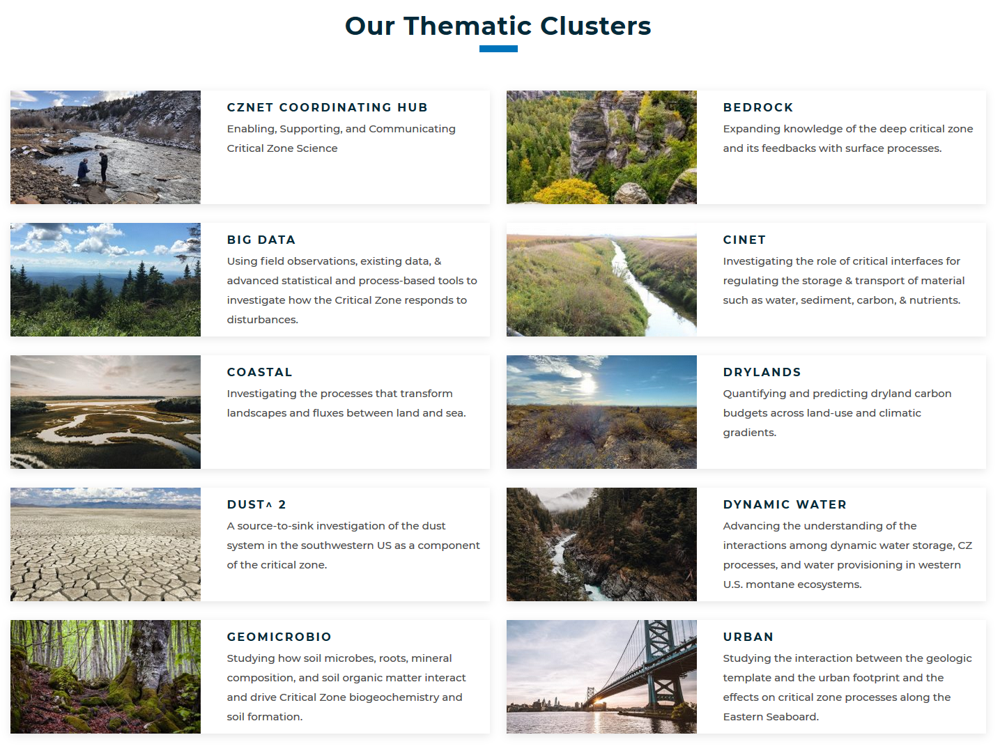 Our Thematic Clusters
CZNET COORDINATING HUB
Enabling, Supporting, and Communicating
Critical Zone Science
BEDROCK
Expanding knowledge of the deep critical zone
and its feedbacks with surface processes.
BIG DATA
Using field observations, existing data, &
advanced statistical and process-based tools to
investigate how the Critical Zone responds to
disturbances.
CINET
Investigating the role of critical interfaces for
regulating the storage & transport of material
such as water, sediment, carbon, & nutrients.
COASTAL
Investigating the processes that transform
landscapes and fluxes between land and sea.
DRYLANDS
Quantifying and predicting dryland carbon
budgets across land-use and climatic
gradients.
DUST^ 2
A source-to-sink investigation of the dust
system in the southwestern US as a component
of the critical zone.
DYNAMIC WATER
Advancing the understanding of the
interactions among dynamic water storage, CZ
processes, and water provisioning in western
U.S. montane ecosystems.
GEOMICROBIO
Studying how soil microbes, roots, mineral
composition, and soil organic matter interact
and drive Critical Zone biogeochemistry and
soil formation.
URBAN
Studying the interaction between the geologic
template and the urban footprint and the
effects on critical zone processes along the
Eastern Seaboard.